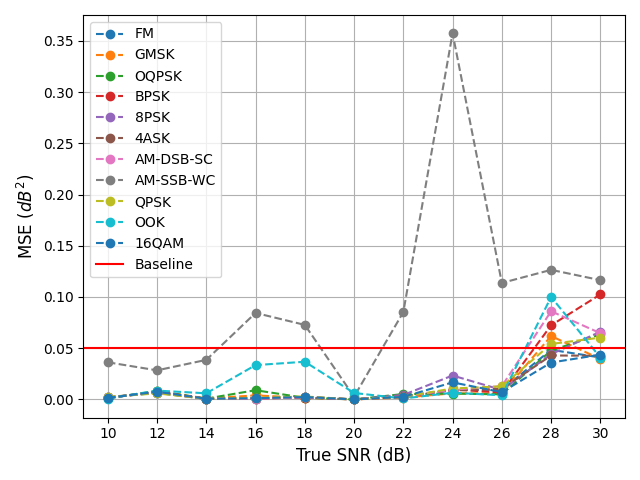 FM
GMSK
OQPSK
BPSK
8PSK
4ASK
AM-DSB-SC
AM-SSB-WC
QPSK
OOK
16QAM
Baseline
0.35
0.30
0.25
0.20
0.15
0.10
0.05
0.00
MSE (dB²)
10 12 14 16 18 20 22 24 26 28 30
True SNR (dB)